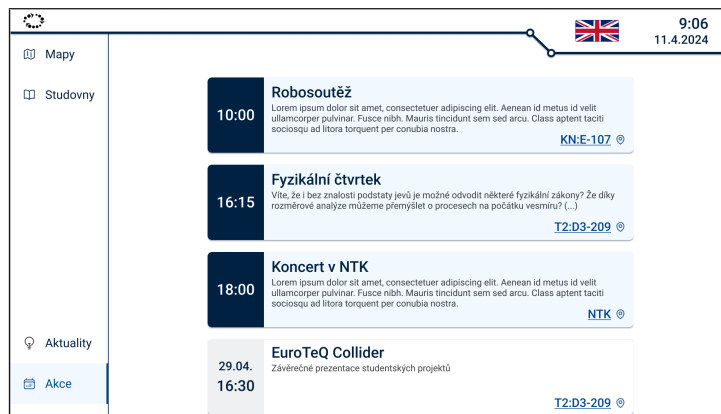 9:06
11.4.2024
Mapy
Studovny
Aktuality
Akce
10:00
Robosoutěž
Lorem ipsum dolor sit amet, consectetuer adipiscing elit. Aenean id metus id velit
ullamcorper pulvinar. Fusce nibh. Mauris tincidunt sem sed arcu. Class aptent taciti
sociosqu ad litora torquent per conubia nostra.
KN:E-107
16:15
Fyzikální čtvrtek
Víte, že i bez znalosti podstaty jevů je možné odvodit některé fyzikální zákony? Že díky
rozměrové analýze můžeme přemýšlet o procesech na počátku vesmíru? (...)
T2:D3-209
18:00
Koncert v NTK
Lorem ipsum dolor sit amet, consectetuer adipiscing elit. Aenean id metus id velit
ullamcorper pulvinar. Fusce nibh. Mauris tincidunt sem sed arcu. Class aptent taciti
sociosqu ad litora torquent per conubia nostra.
NTK
29.04.
16:30
EuroTeQ Collider
Závěrečné prezentace studentských projektů
T2:D3-209